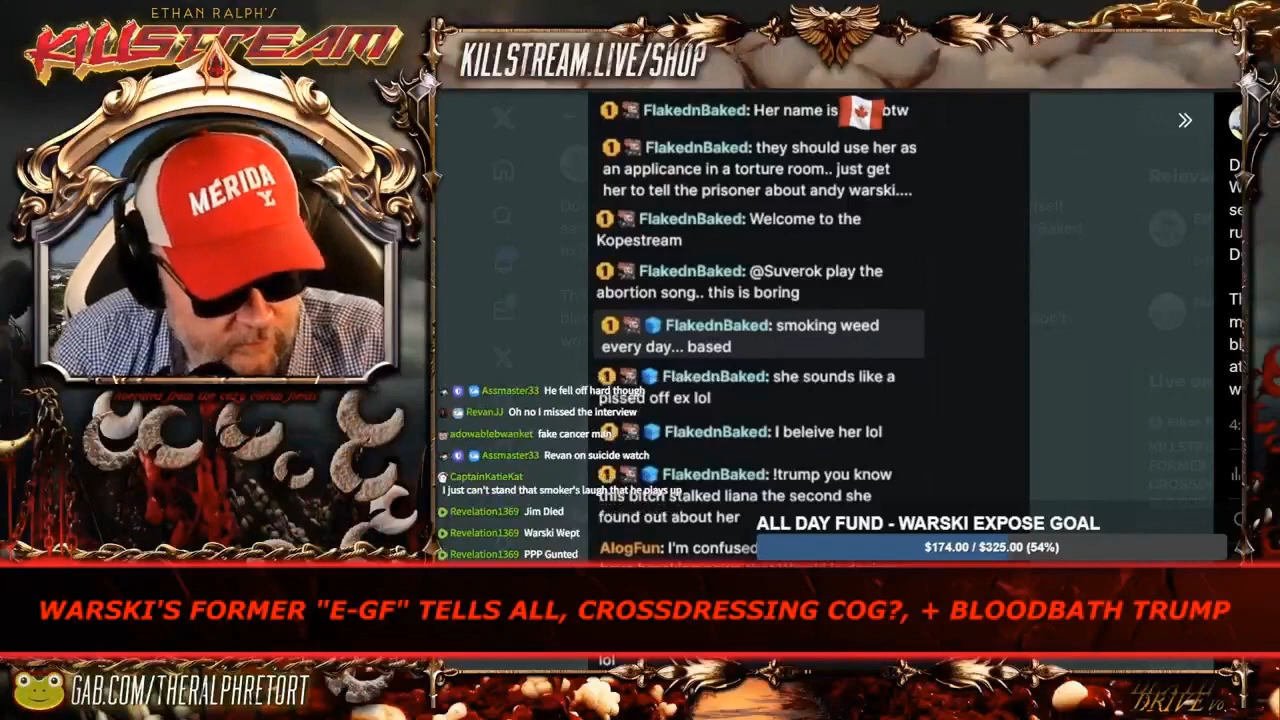 ETHAN RALPH'S
KILLSTREAM
KILLSTREAM.LIVE/SHOP
MÉRIDA
Y
FlakednBaked: Her name is
otw
FlakednBaked: they should use her as
an applicance in a torture room.. just get
her to tell the prisoner about andy warski....
FlakednBaked: Welcome to the
Kopestream
FlakednBaked: @Suverok play the
abortion song.. this is boring
FlakednBaked: smoking weed
every day... based
FlakednBaked: she sounds like a
pissed off ex lol
FlakednBaked: I beleive her lol
FlakednBaked: !trump you know
this bitch stalked liana the second she
found out about her
AlogFun: I'm confused
lol
Assmaster33 He fell off hard though
RevanJJ Oh no I missed the interview
adowablebwanket fake cancer man
Assmaster33 Revan on suicide watch
CaptainKatieKat
I just can't stand that smoker's laugh that he plays up
Revelation1369 Jim Died
Revelation1369 Warski Wept
Revelation1369 PPP Gunted
ALL DAY FUND - WARSKI EXPOSE GOAL
$174.00 / $325.00 (54%)
WARSKI'S FORMER "E-GF" TELLS ALL, CROSSDRESSING COG?, + BLOODBATH TRUMP
GAB.COM/THERALPHRETORT